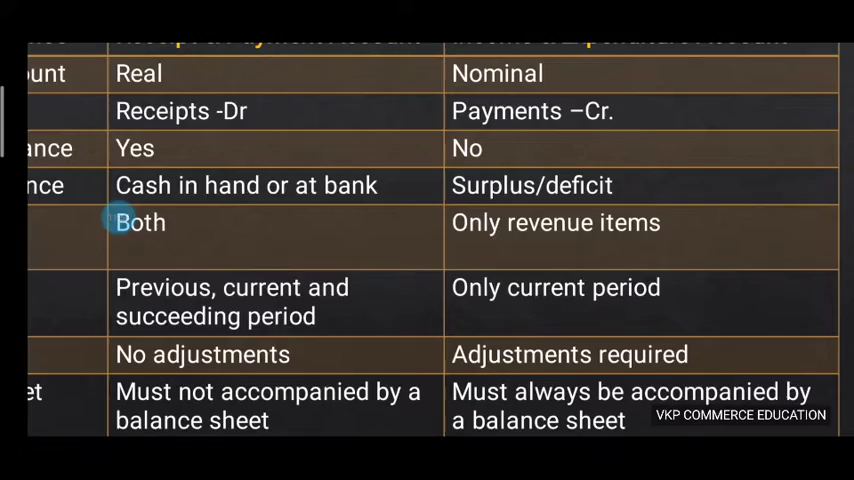 ount Real Nominal
Receipts -Dr Payments –Cr.
ance Yes No
nce Cash in hand or at bank Surplus/deficit
Both Only revenue items
Previous, current and Only current period
succeeding period
No adjustments Adjustments required
et Must not accompanied by a Must always be accompanied by
balance sheet a balance sheet
VKP COMMERCE EDUCATION